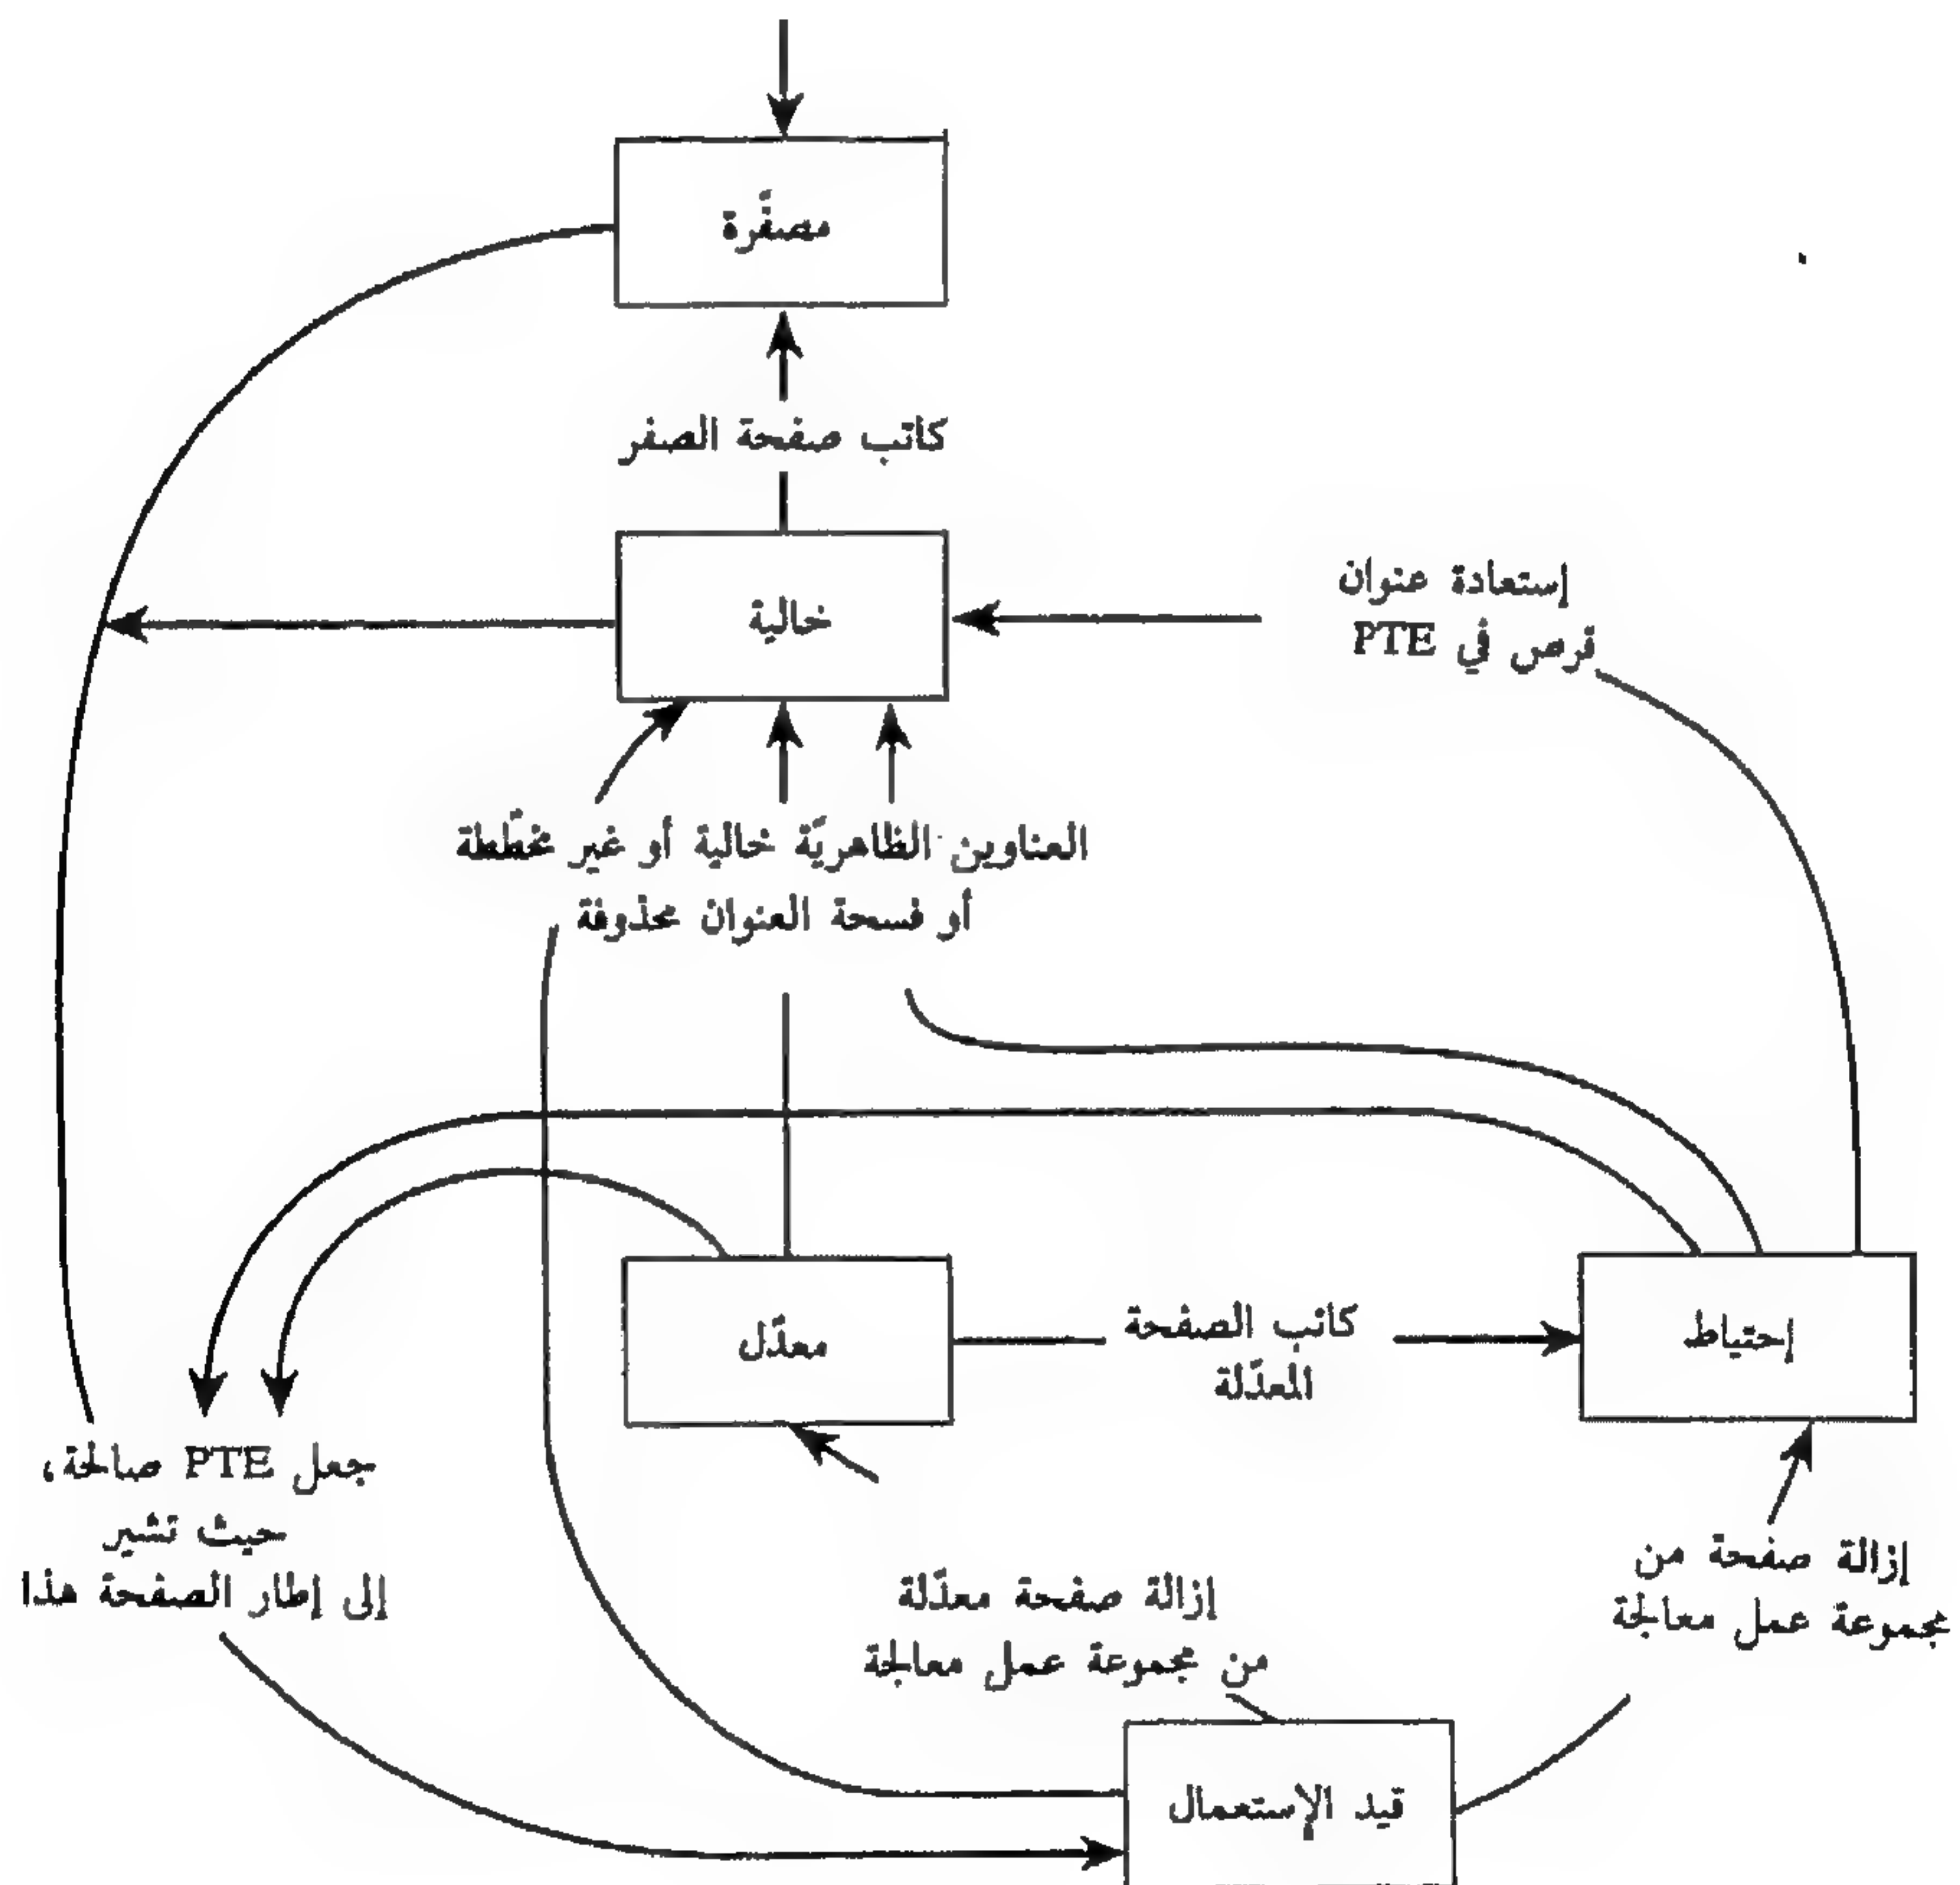 مصفّرة
كاتب صفحة الصفر
خالية
إستعادة عنوان
قرص في PTE
العناوين الظاهريّة خالية أو غير مخطّطة
أو فسحة العنوان محذوفة
معدّل
كاتب الصفحة
المعدّلة
إحتياط
جعل PTE صالحة،
حيث تشير
إلى إطار الصفحة هذا
إزالة صفحة معدّلة
من مجموعة عمل معالجة
إزالة صفحة من
مجموعة عمل معالجة
قيد الإستعمال